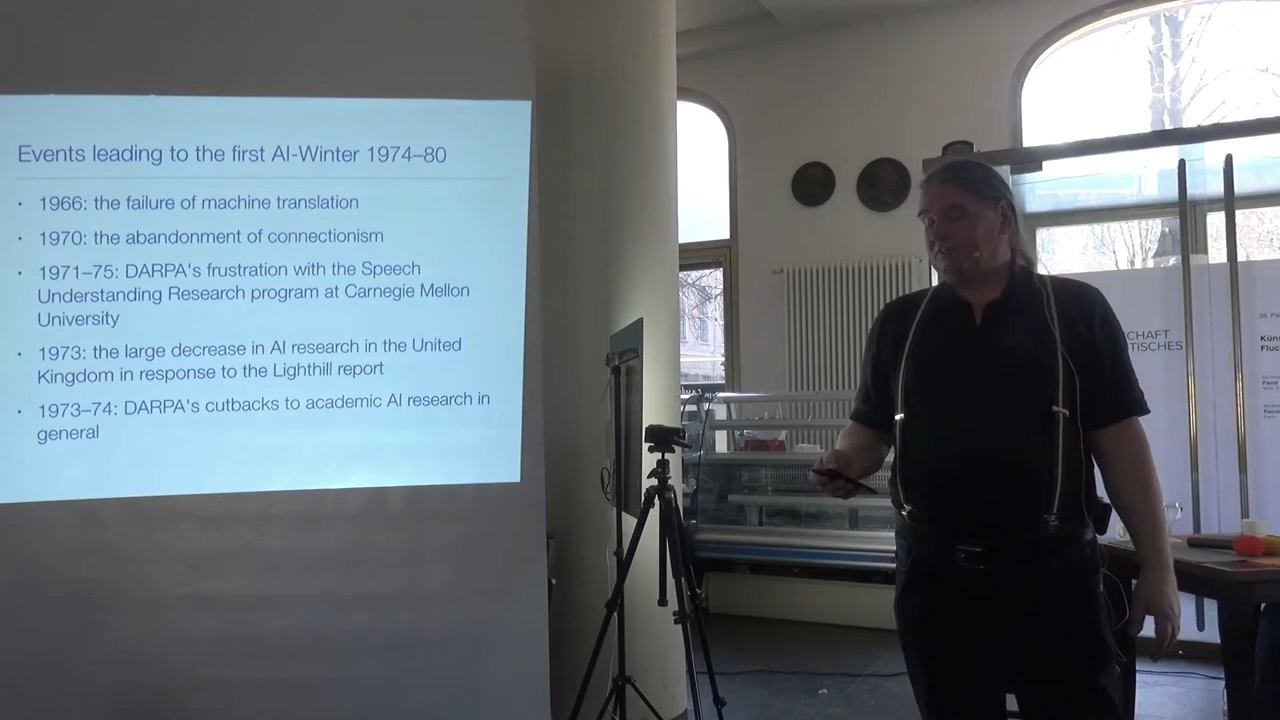 Events leading to the first AI-Winter 1974–80
• 1966: the failure of machine translation
• 1970: the abandonment of connectionism
• 1971–75: DARPA's frustration with the Speech
Understanding Research program at Carnegie Mellon
University
• 1973: the large decrease in AI research in the United
Kingdom in response to the Lighthill report
• 1973–74: DARPA's cutbacks to academic AI research in
general
CHAFT
TISCHES
Küns
Fluc
Pavel